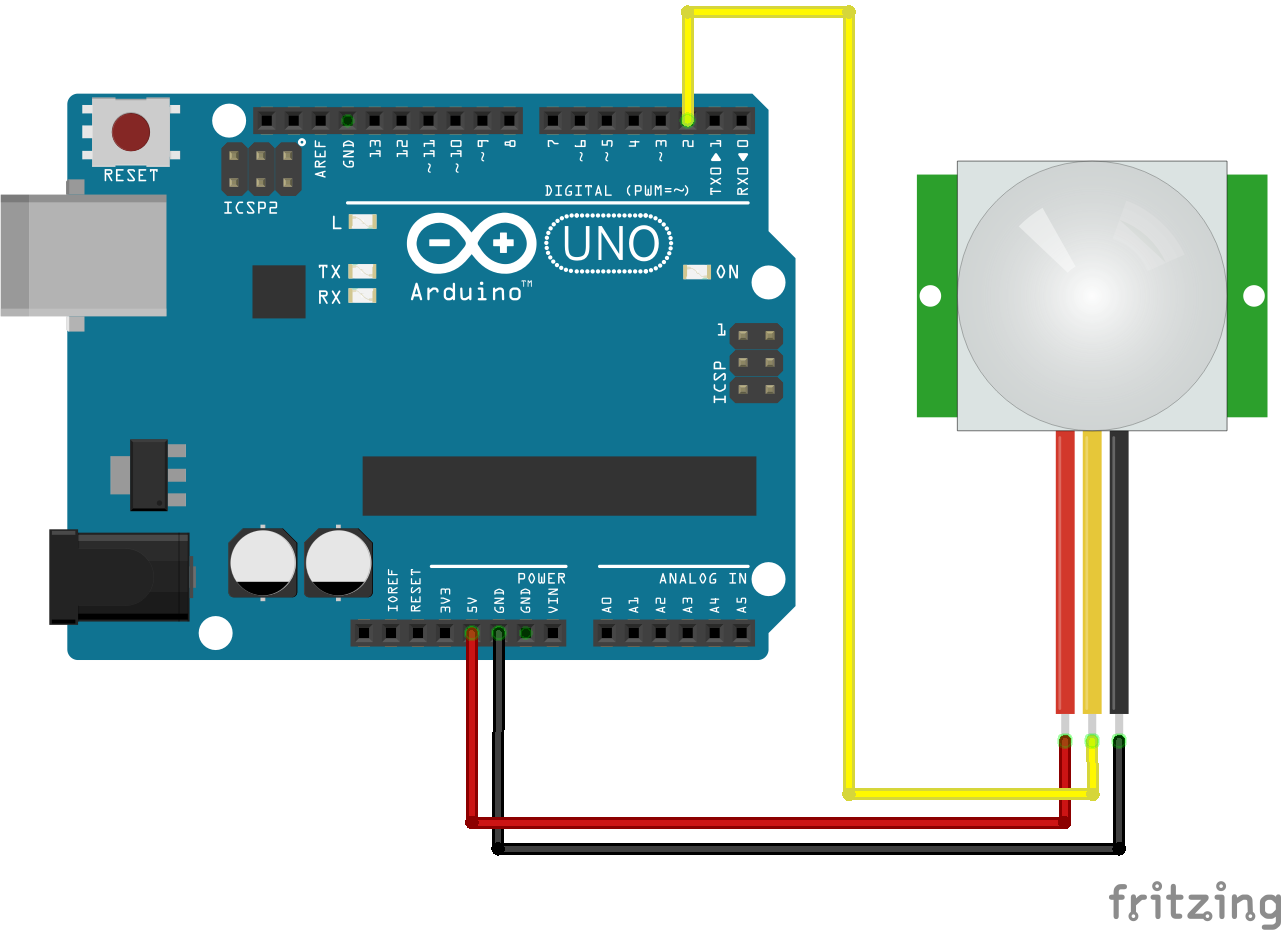 RESET
ICSP2
AREF
GND
13
12
~11
~10
~9
8
7
~6
~5
4
~3
2
TX0▶1
RX0◀0
DIGITAL (PWM=~)
L
TX
RX
Arduino™
UNO
ON
1
ICSP
IOREF
RESET
3V3
5V
GND
GND
VIN
POWER
ANALOG IN
A0
A1
A2
A3
A4
A5
fritzing